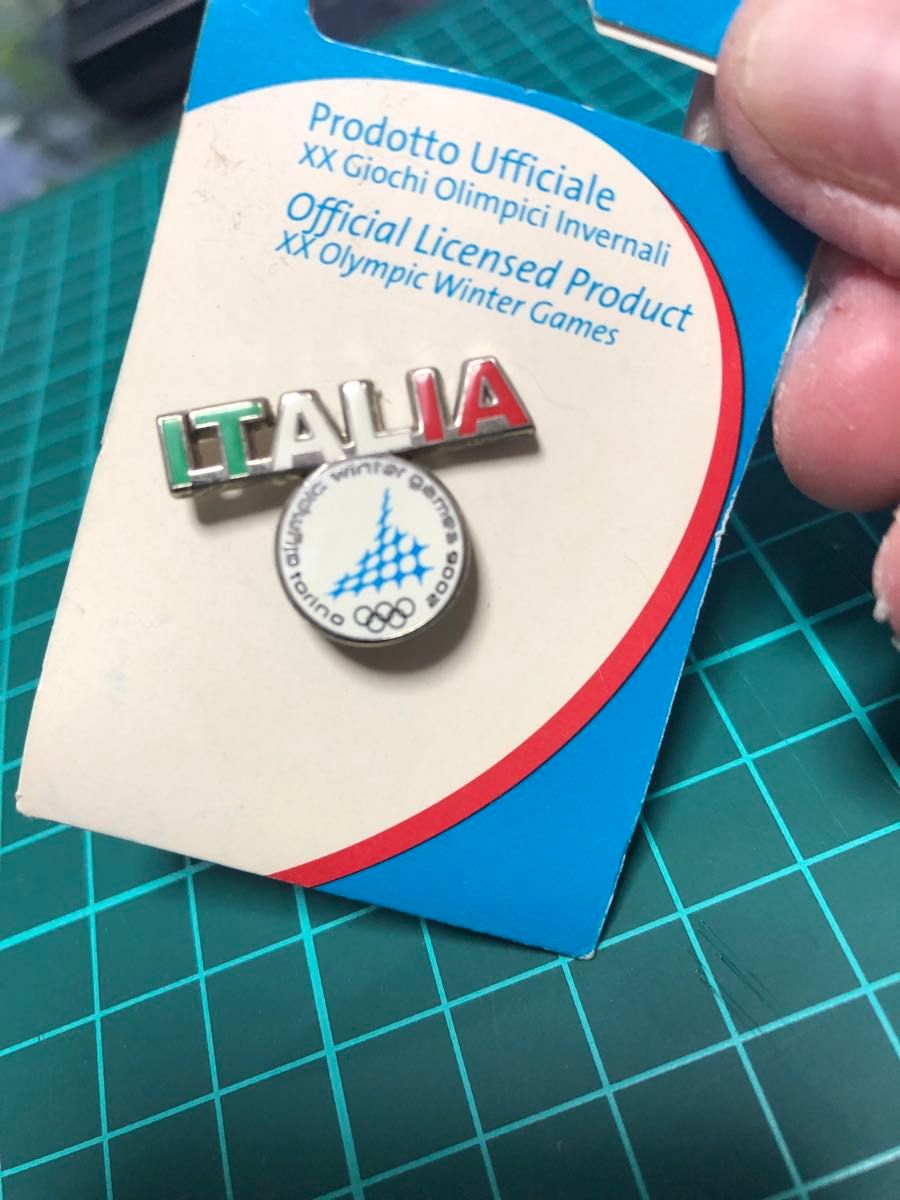 Prodotto Ufficiale
XX Giochi Olimpici Invernali
Official Licensed Product
XX Olympic Winter Games
ITALIA
torino olympic winter games 2006